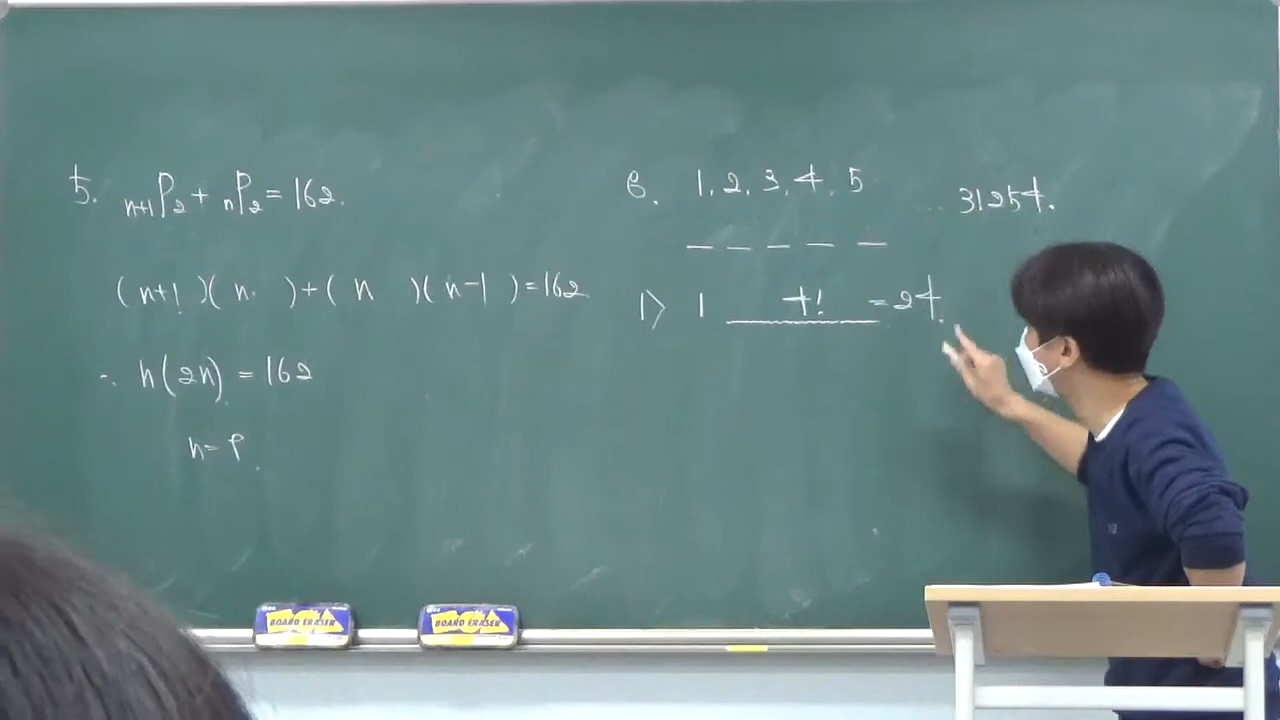 5. n+1P2 + nP2 = 162.
(n+1)(n. )+(n )(n-1)=162
∴ n(2n) = 162
n=9.
6. 1, 2, 3, 4, 5
31254.
1> 1 4! =24.
BOARD ERASER
BOARD ERASER